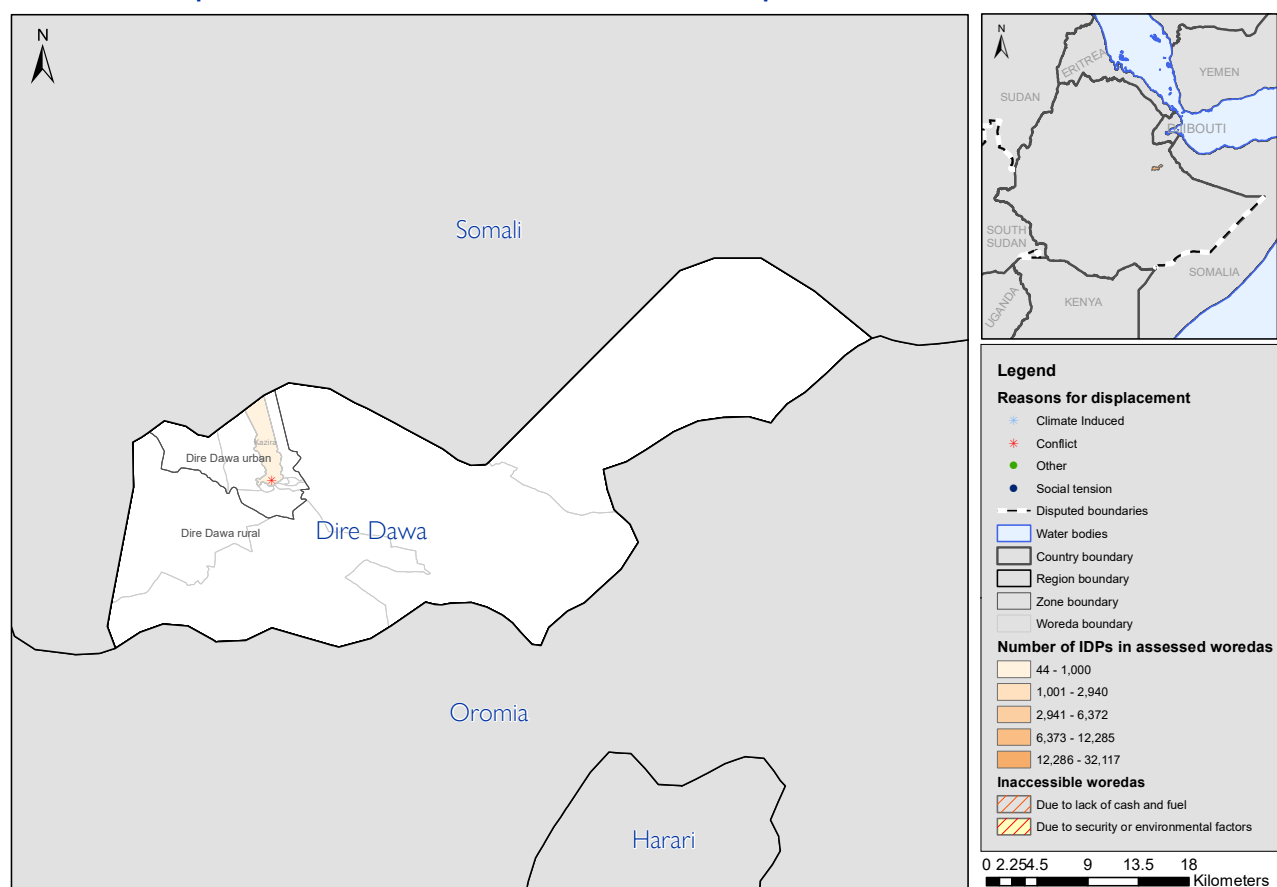 N
Somali
Kazira
Dire Dawa urban
Dire Dawa rural
Dire Dawa
Oromia
Harari
N
ERITREA
YEMEN
SUDAN
DJIBOUTI
SOUTH
SUDAN
SOMALIA
UGANDA
KENYA
Legend
Reasons for displacement
Climate Induced
Conflict
Other
Social tension
Disputed boundaries
Water bodies
Country boundary
Region boundary
Zone boundary
Woreda boundary
Number of IDPs in assessed woredas
44 - 1,000
1,001 - 2,940
2,941 - 6,372
6,373 - 12,285
12,286 - 32,117
Inaccessible woredas
Due to lack of cash and fuel
Due to security or environmental factors
0 2.25 4.5 9 13.5 18
Kilometers